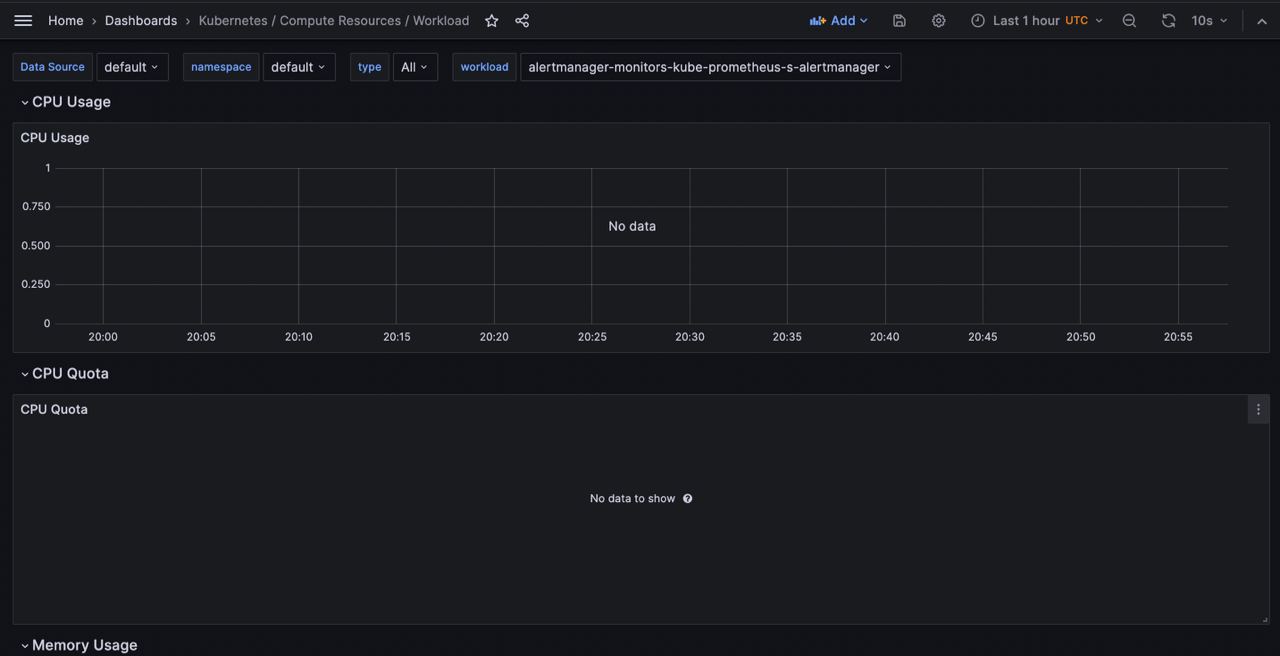 Home › Dashboards › Kubernetes / Compute Resources / Workload Add Last 1 hour UTC 10s
Data Source default namespace default type All workload alertmanager-monitors-kube-prometheus-s-alertmanager
CPU Usage
CPU Usage
1
0.750
No data
0.500
0.250
0
20:00 20:05 20:10 20:15 20:20 20:25 20:30 20:35 20:40 20:45 20:50 20:55
CPU Quota
CPU Quota
No data to show
Memory Usage